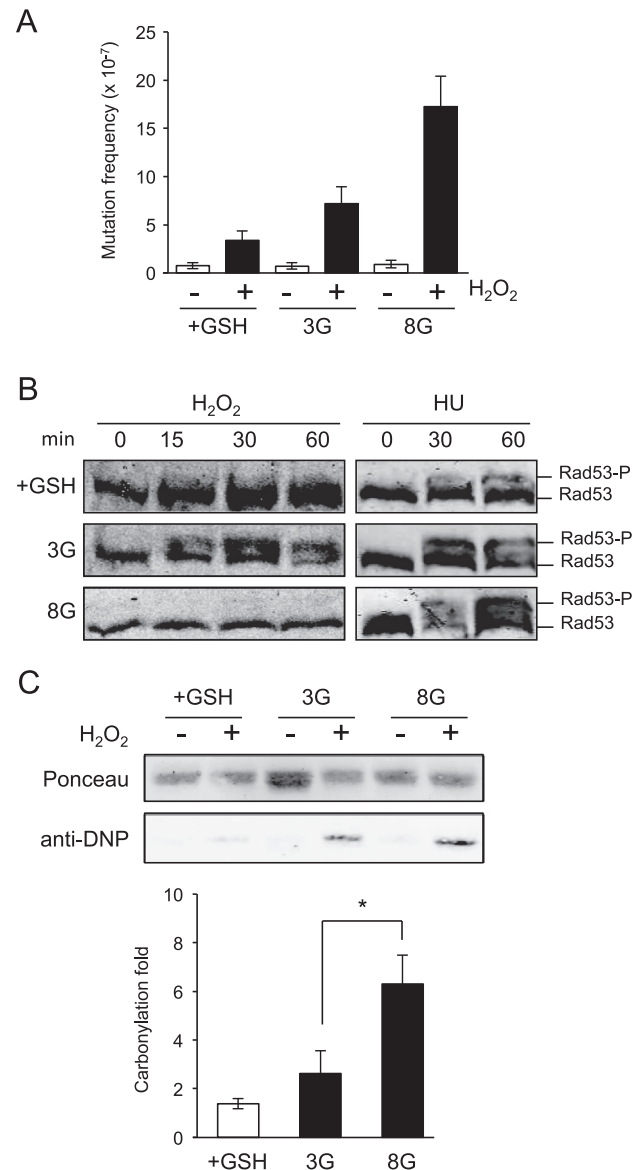 A
Mutation frequency (x 10-7)
25
20
15
10
5
0
- + - + - + H2O2
+GSH 3G 8G
B
H2O2 HU
min 0 15 30 60 0 30 60
+GSH Rad53-P
Rad53
3G Rad53-P
Rad53
8G Rad53-P
Rad53
C
+GSH 3G 8G
H2O2 - + - + - +
Ponceau
anti-DNP
Carbonylation fold
10
8
6
4
2
0
*
+GSH 3G 8G